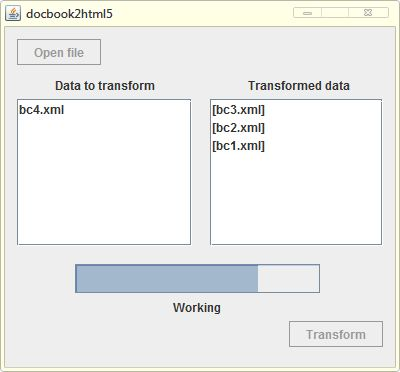 docbook2html5
Open file
Data to transform
Transformed data
bc4.xml
[bc3.xml]
[bc2.xml]
[bc1.xml]
Working
Transform